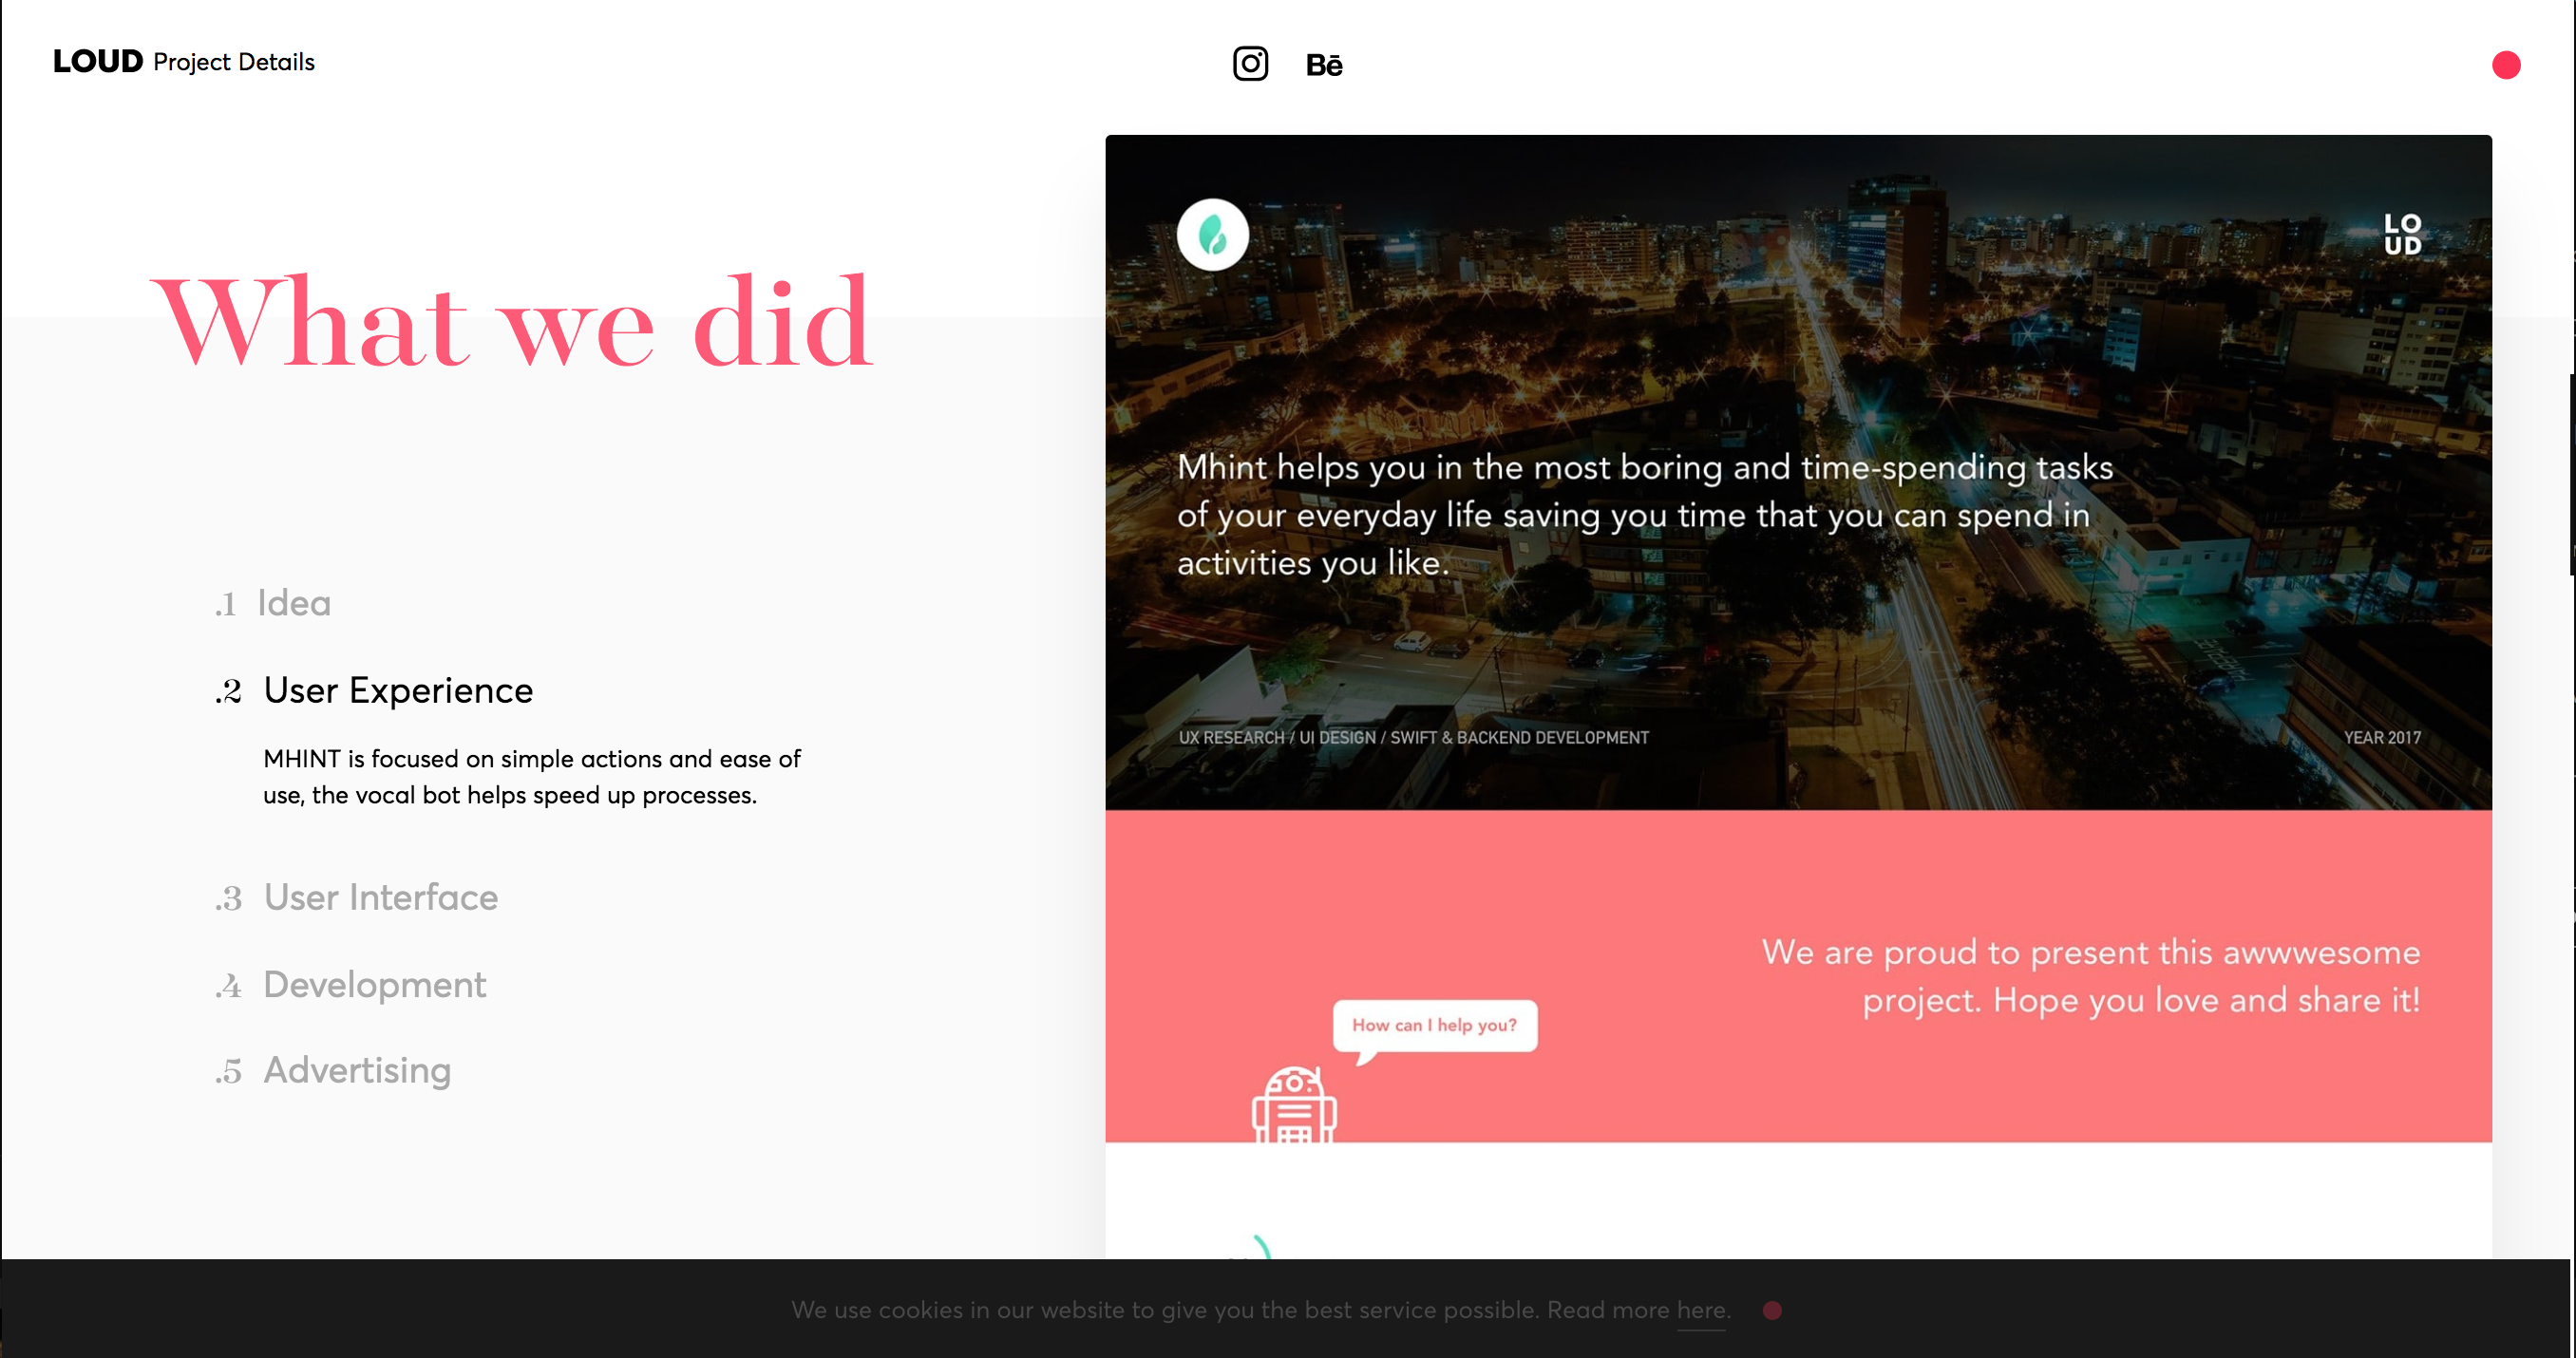 LOUD Project Details
Bē
What we did
.1 Idea
.2 User Experience
MHINT is focused on simple actions and ease of
use, the vocal bot helps speed up processes.
.3 User Interface
.4 Development
.5 Advertising
LO
UD
Mhint helps you in the most boring and time-spending tasks
of your everyday life saving you time that you can spend in
activities you like.
UX RESEARCH / UI DESIGN / SWIFT & BACKEND DEVELOPMENT
YEAR 2017
We are proud to present this awwwesome
project. Hope you love and share it!
How can I help you?
We use cookies in our website to give you the best service possible. Read more here.